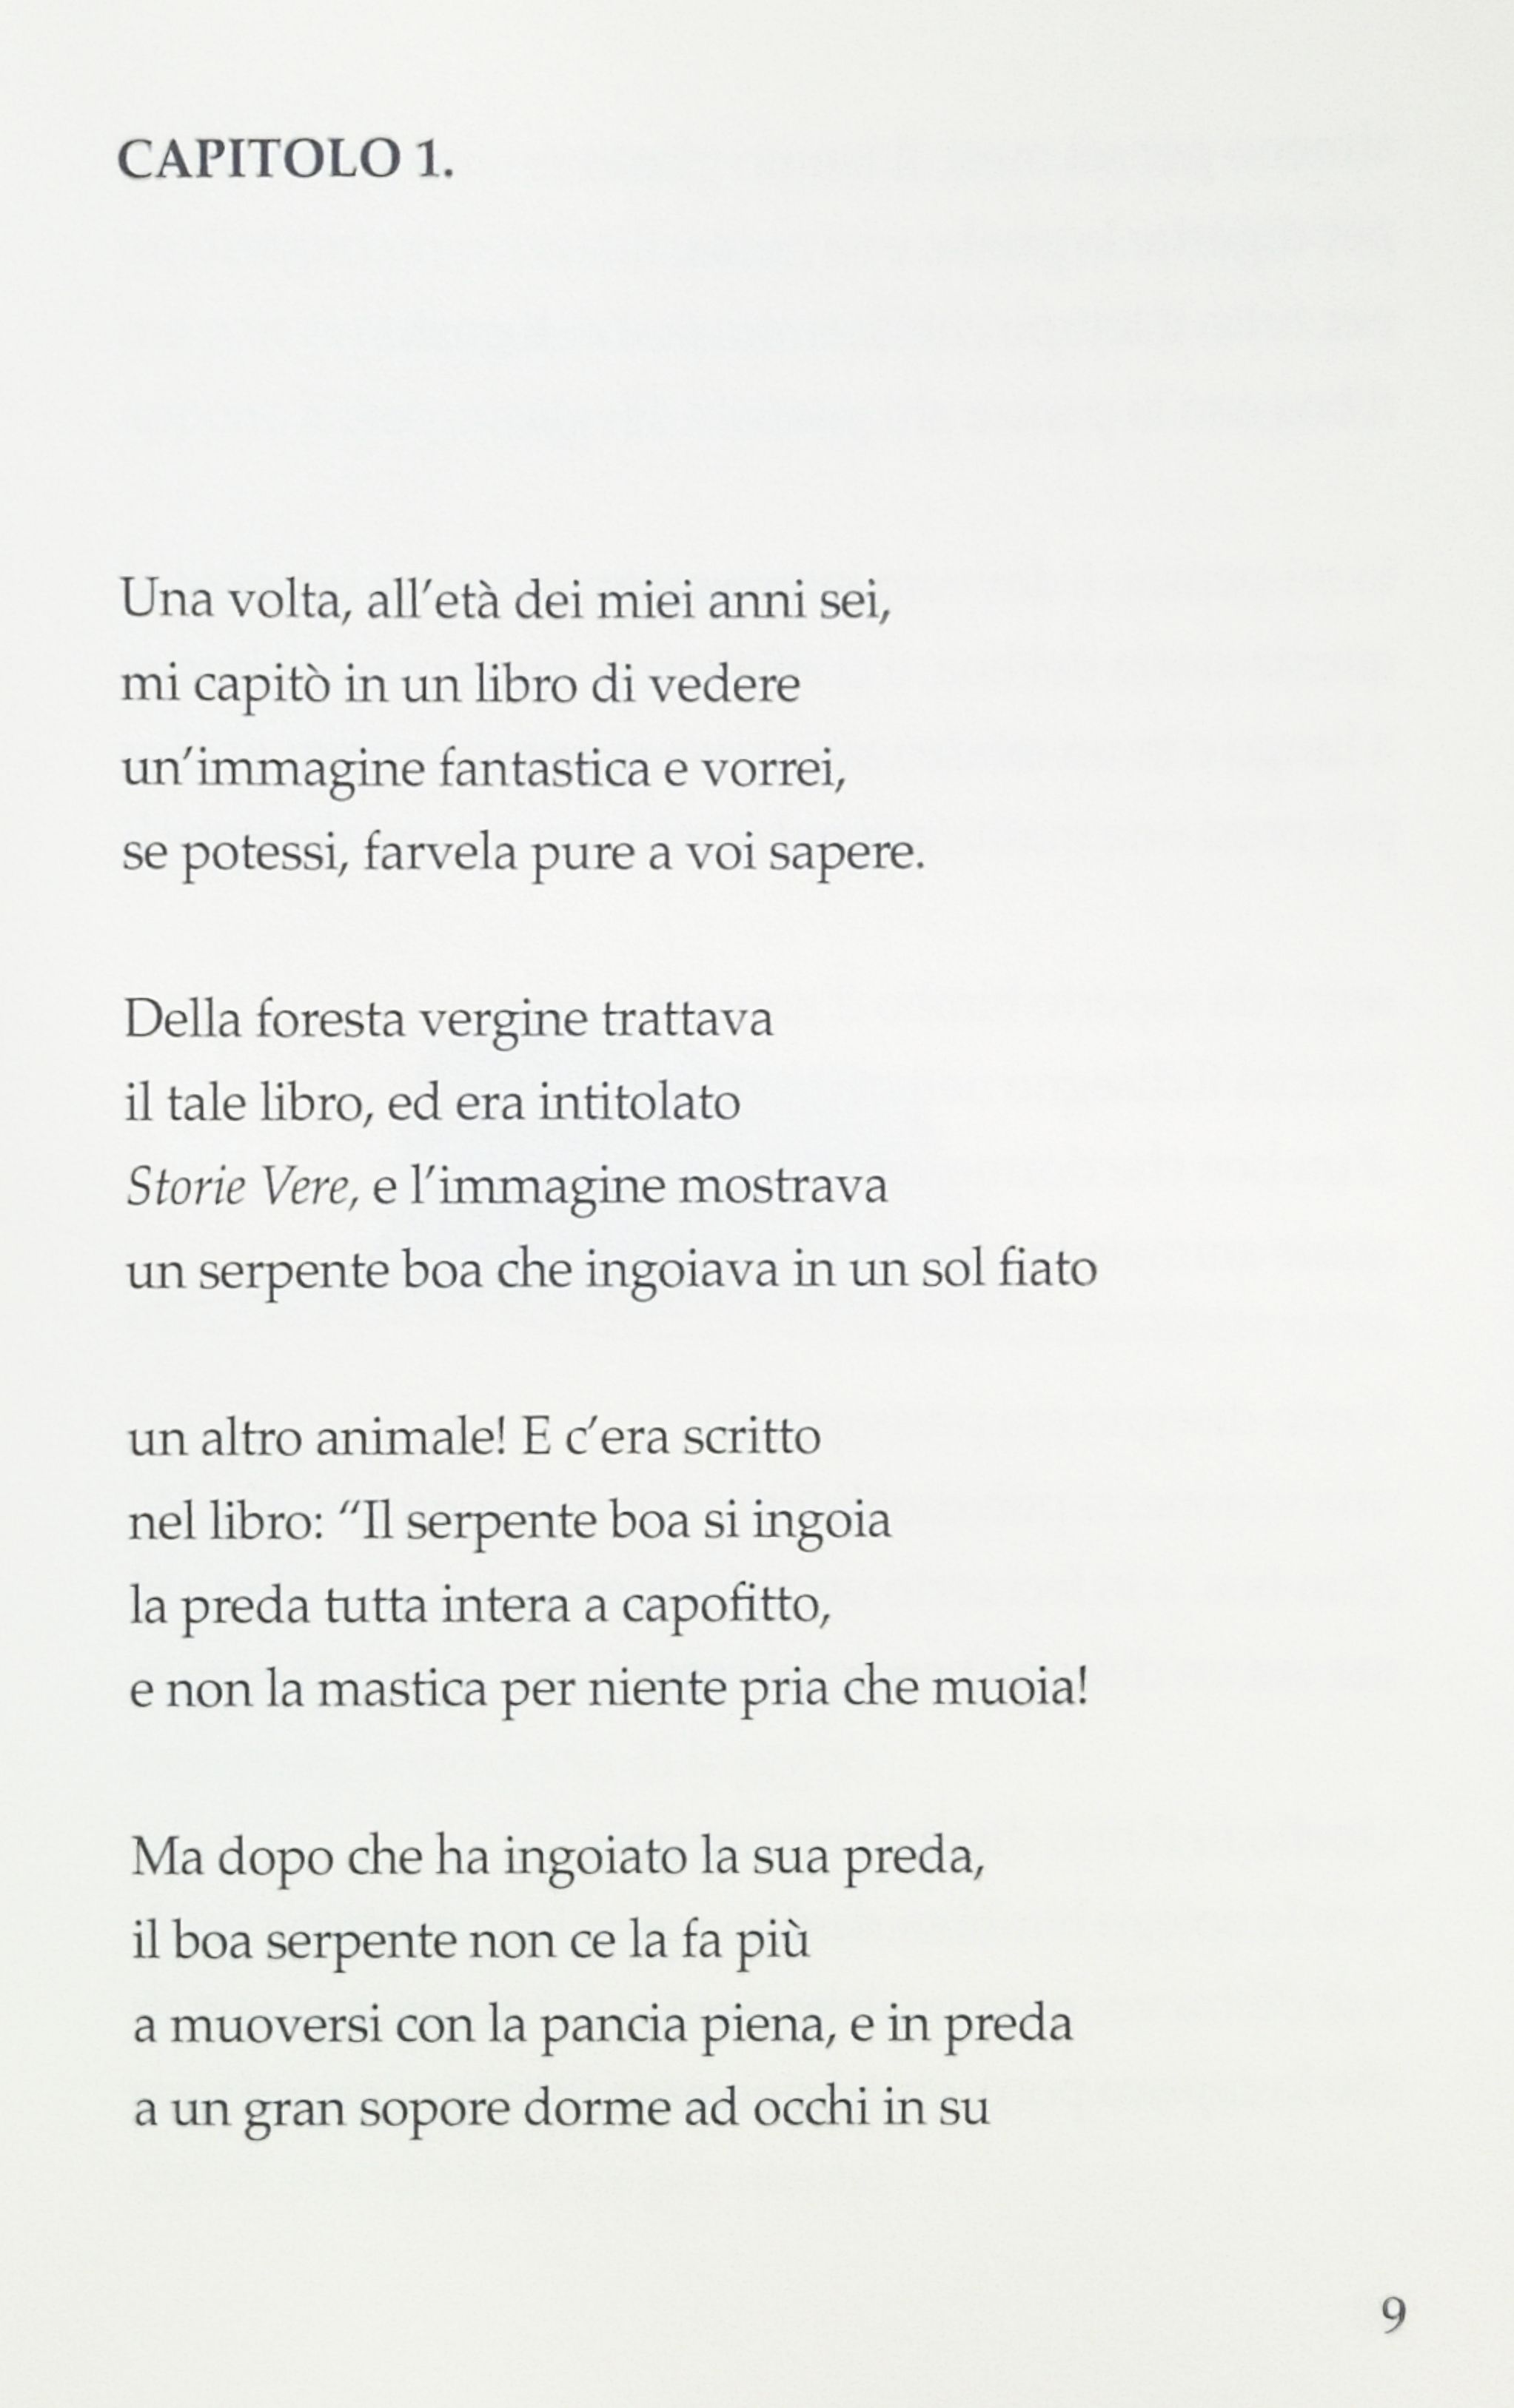 CAPITOLO 1.
Una volta, all'età dei miei anni sei,
mi capitò in un libro di vedere
un'immagine fantastica e vorrei,
se potessi, farvela pure a voi sapere.
Della foresta vergine trattava
il tale libro, ed era intitolato
Storie Vere, e l'immagine mostrava
un serpente boa che ingoiava in un sol fiato
un altro animale! E c'era scritto
nel libro: “Il serpente boa si ingoia
la preda tutta intera a capofitto,
e non la mastica per niente pria che muoia!
Ma dopo che ha ingoiato la sua preda,
il boa serpente non ce la fa più
a muoversi con la pancia piena, e in preda
a un gran sopore dorme ad occhi in su
9